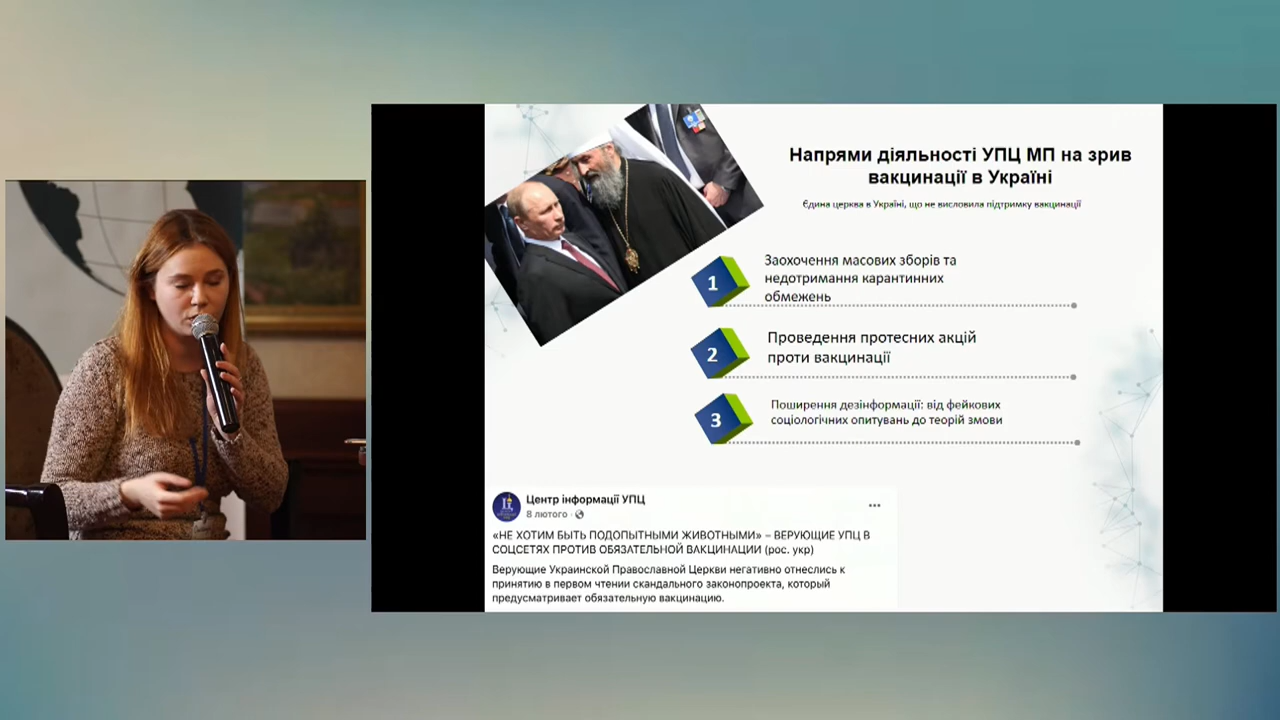 Напрями діяльності УПЦ МП на зрив
вакцинації в Україні
Єдина церква в Україні, що не висловила підтримку вакцинації
1
Заохочення масових зборів та
недотримання карантинних
обмежень
2
Проведення протесних акцій
проти вакцинації
3
Поширення дезінформації: від фейкових
соціологічних опитувань до теорій змови
Центр інформації УПЦ
8 лютого ·
«НЕ ХОТИМ БЫТЬ ПОДОПЫТНЫМИ ЖИВОТНЫМИ» – ВЕРУЮЩИЕ УПЦ В
СОЦСЕТЯХ ПРОТИВ ОБЯЗАТЕЛЬНОЙ ВАКЦИНАЦИИ (рос. укр)
Верующие Украинской Православной Церкви негативно отнеслись к
принятию в первом чтении скандального законопроекта, который
предусматривает обязательную вакцинацию.